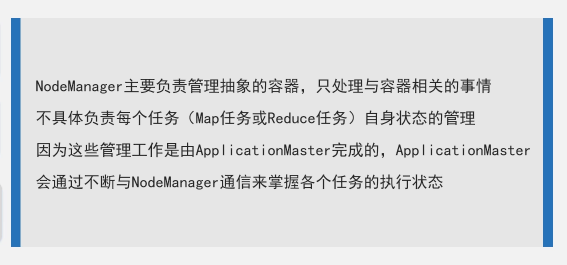 NodeManager主要负责管理抽象的容器，只处理与容器相关的事情
不具体负责每个任务（Map任务或Reduce任务）自身状态的管理
因为这些管理工作是由ApplicationMaster完成的，ApplicationMaster
会通过不断与NodeManager通信来掌握各个任务的执行状态